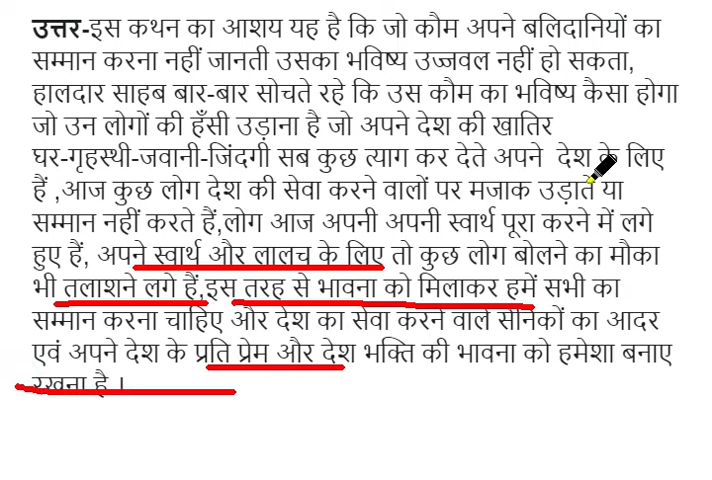 उत्तर-इस कथन का आशय यह है कि जो कौम अपने बलिदानियों का
सम्मान करना नहीं जानती उसका भविष्य उज्जवल नहीं हो सकता,
हालदार साहब बार-बार सोचते रहे कि उस कौम का भविष्य कैसा होगा
जो उन लोगों की हँसी उड़ाना है जो अपने देश की खातिर
घर-गृहस्थी-जवानी-जिंदगी सब कुछ त्याग कर देते अपने देश के लिए
हैं ,आज कुछ लोग देश की सेवा करने वालों पर मजाक उड़ाते या
सम्मान नहीं करते हैं,लोग आज अपनी अपनी स्वार्थ पूरा करने में लगे
हुए हैं, अपने स्वार्थ और लालच के लिए तो कुछ लोग बोलने का मौका
भी तलाशने लगे हैं,इस तरह से भावना को मिलाकर हमें सभी का
सम्मान करना चाहिए और देश का सेवा करने वाले सैनिकों का आदर
एवं अपने देश के प्रति प्रेम और देश भक्ति की भावना को हमेशा बनाए
रखना है ।